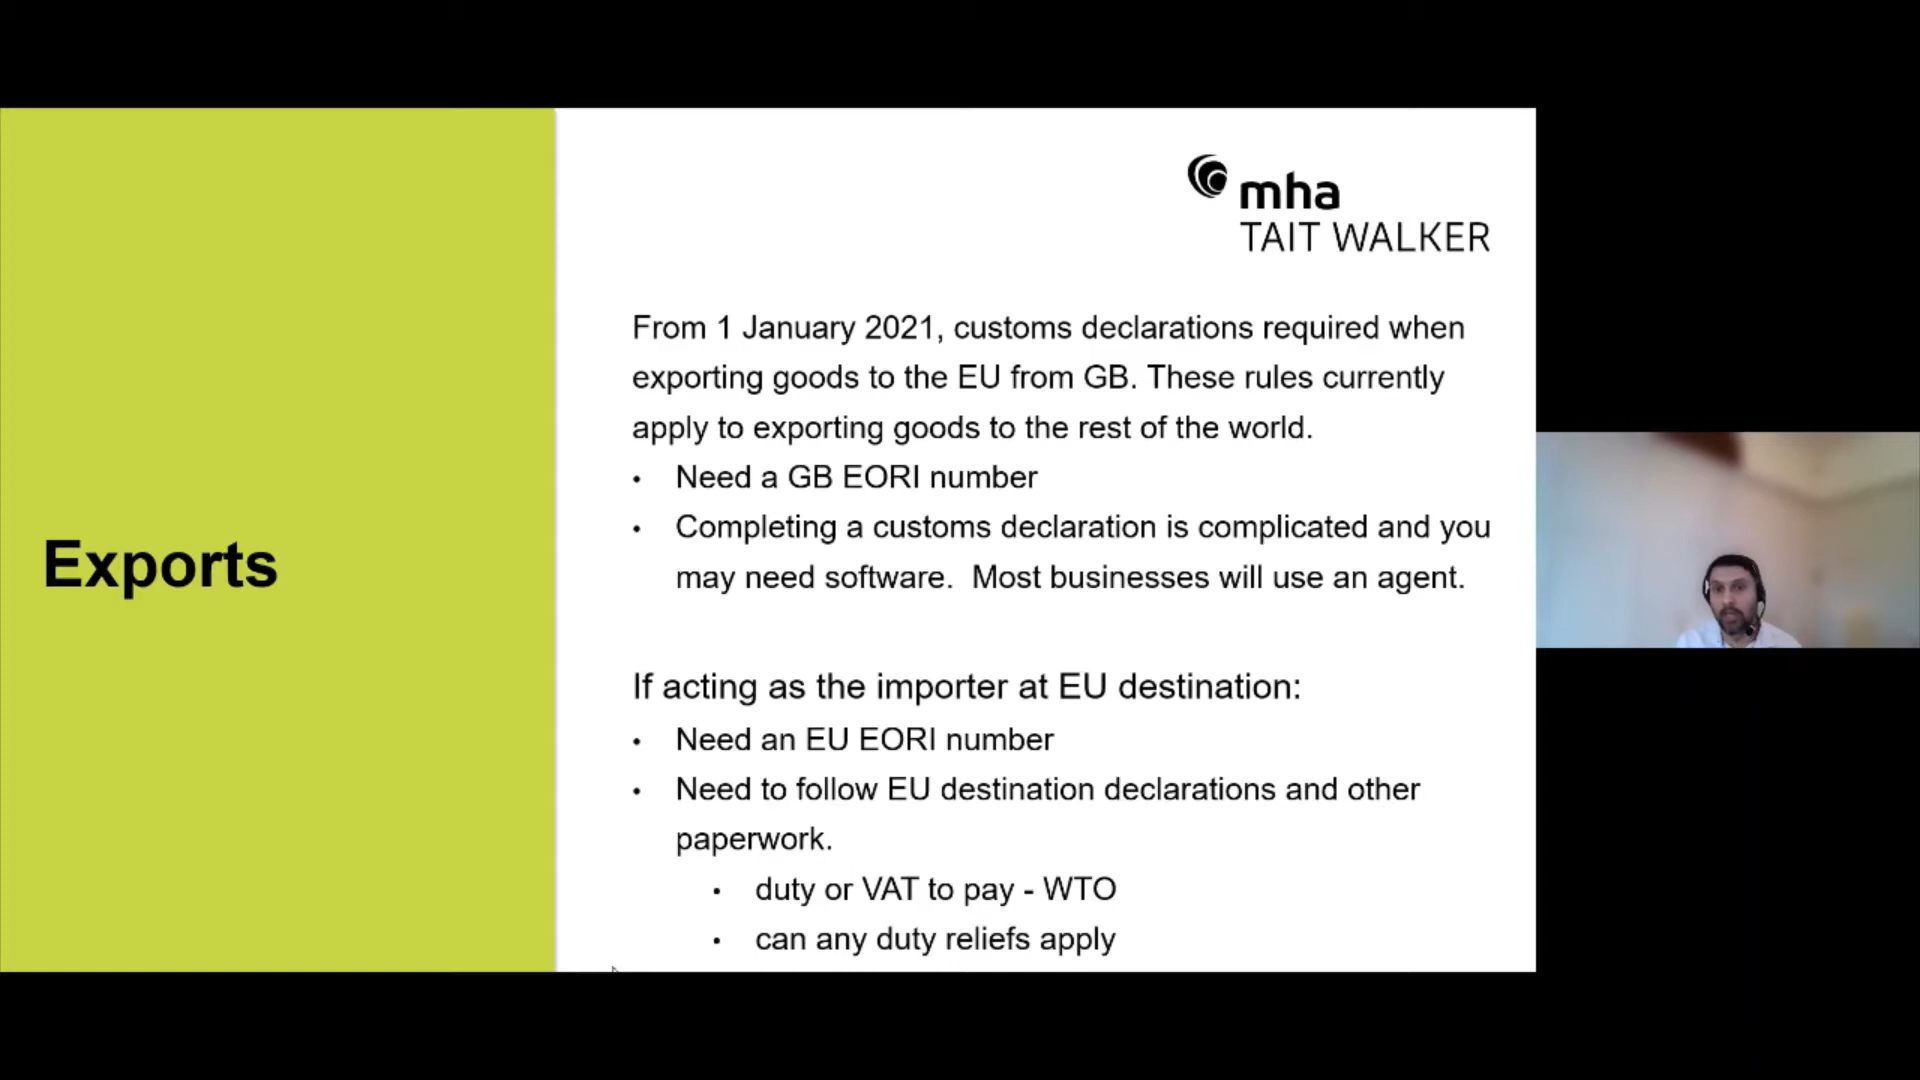 mha
TAIT WALKER
Exports
From 1 January 2021, customs declarations required when
exporting goods to the EU from GB. These rules currently
apply to exporting goods to the rest of the world.
• Need a GB EORI number
• Completing a customs declaration is complicated and you
may need software.  Most businesses will use an agent.
If acting as the importer at EU destination:
• Need an EU EORI number
• Need to follow EU destination declarations and other
paperwork.
• duty or VAT to pay - WTO
• can any duty reliefs apply